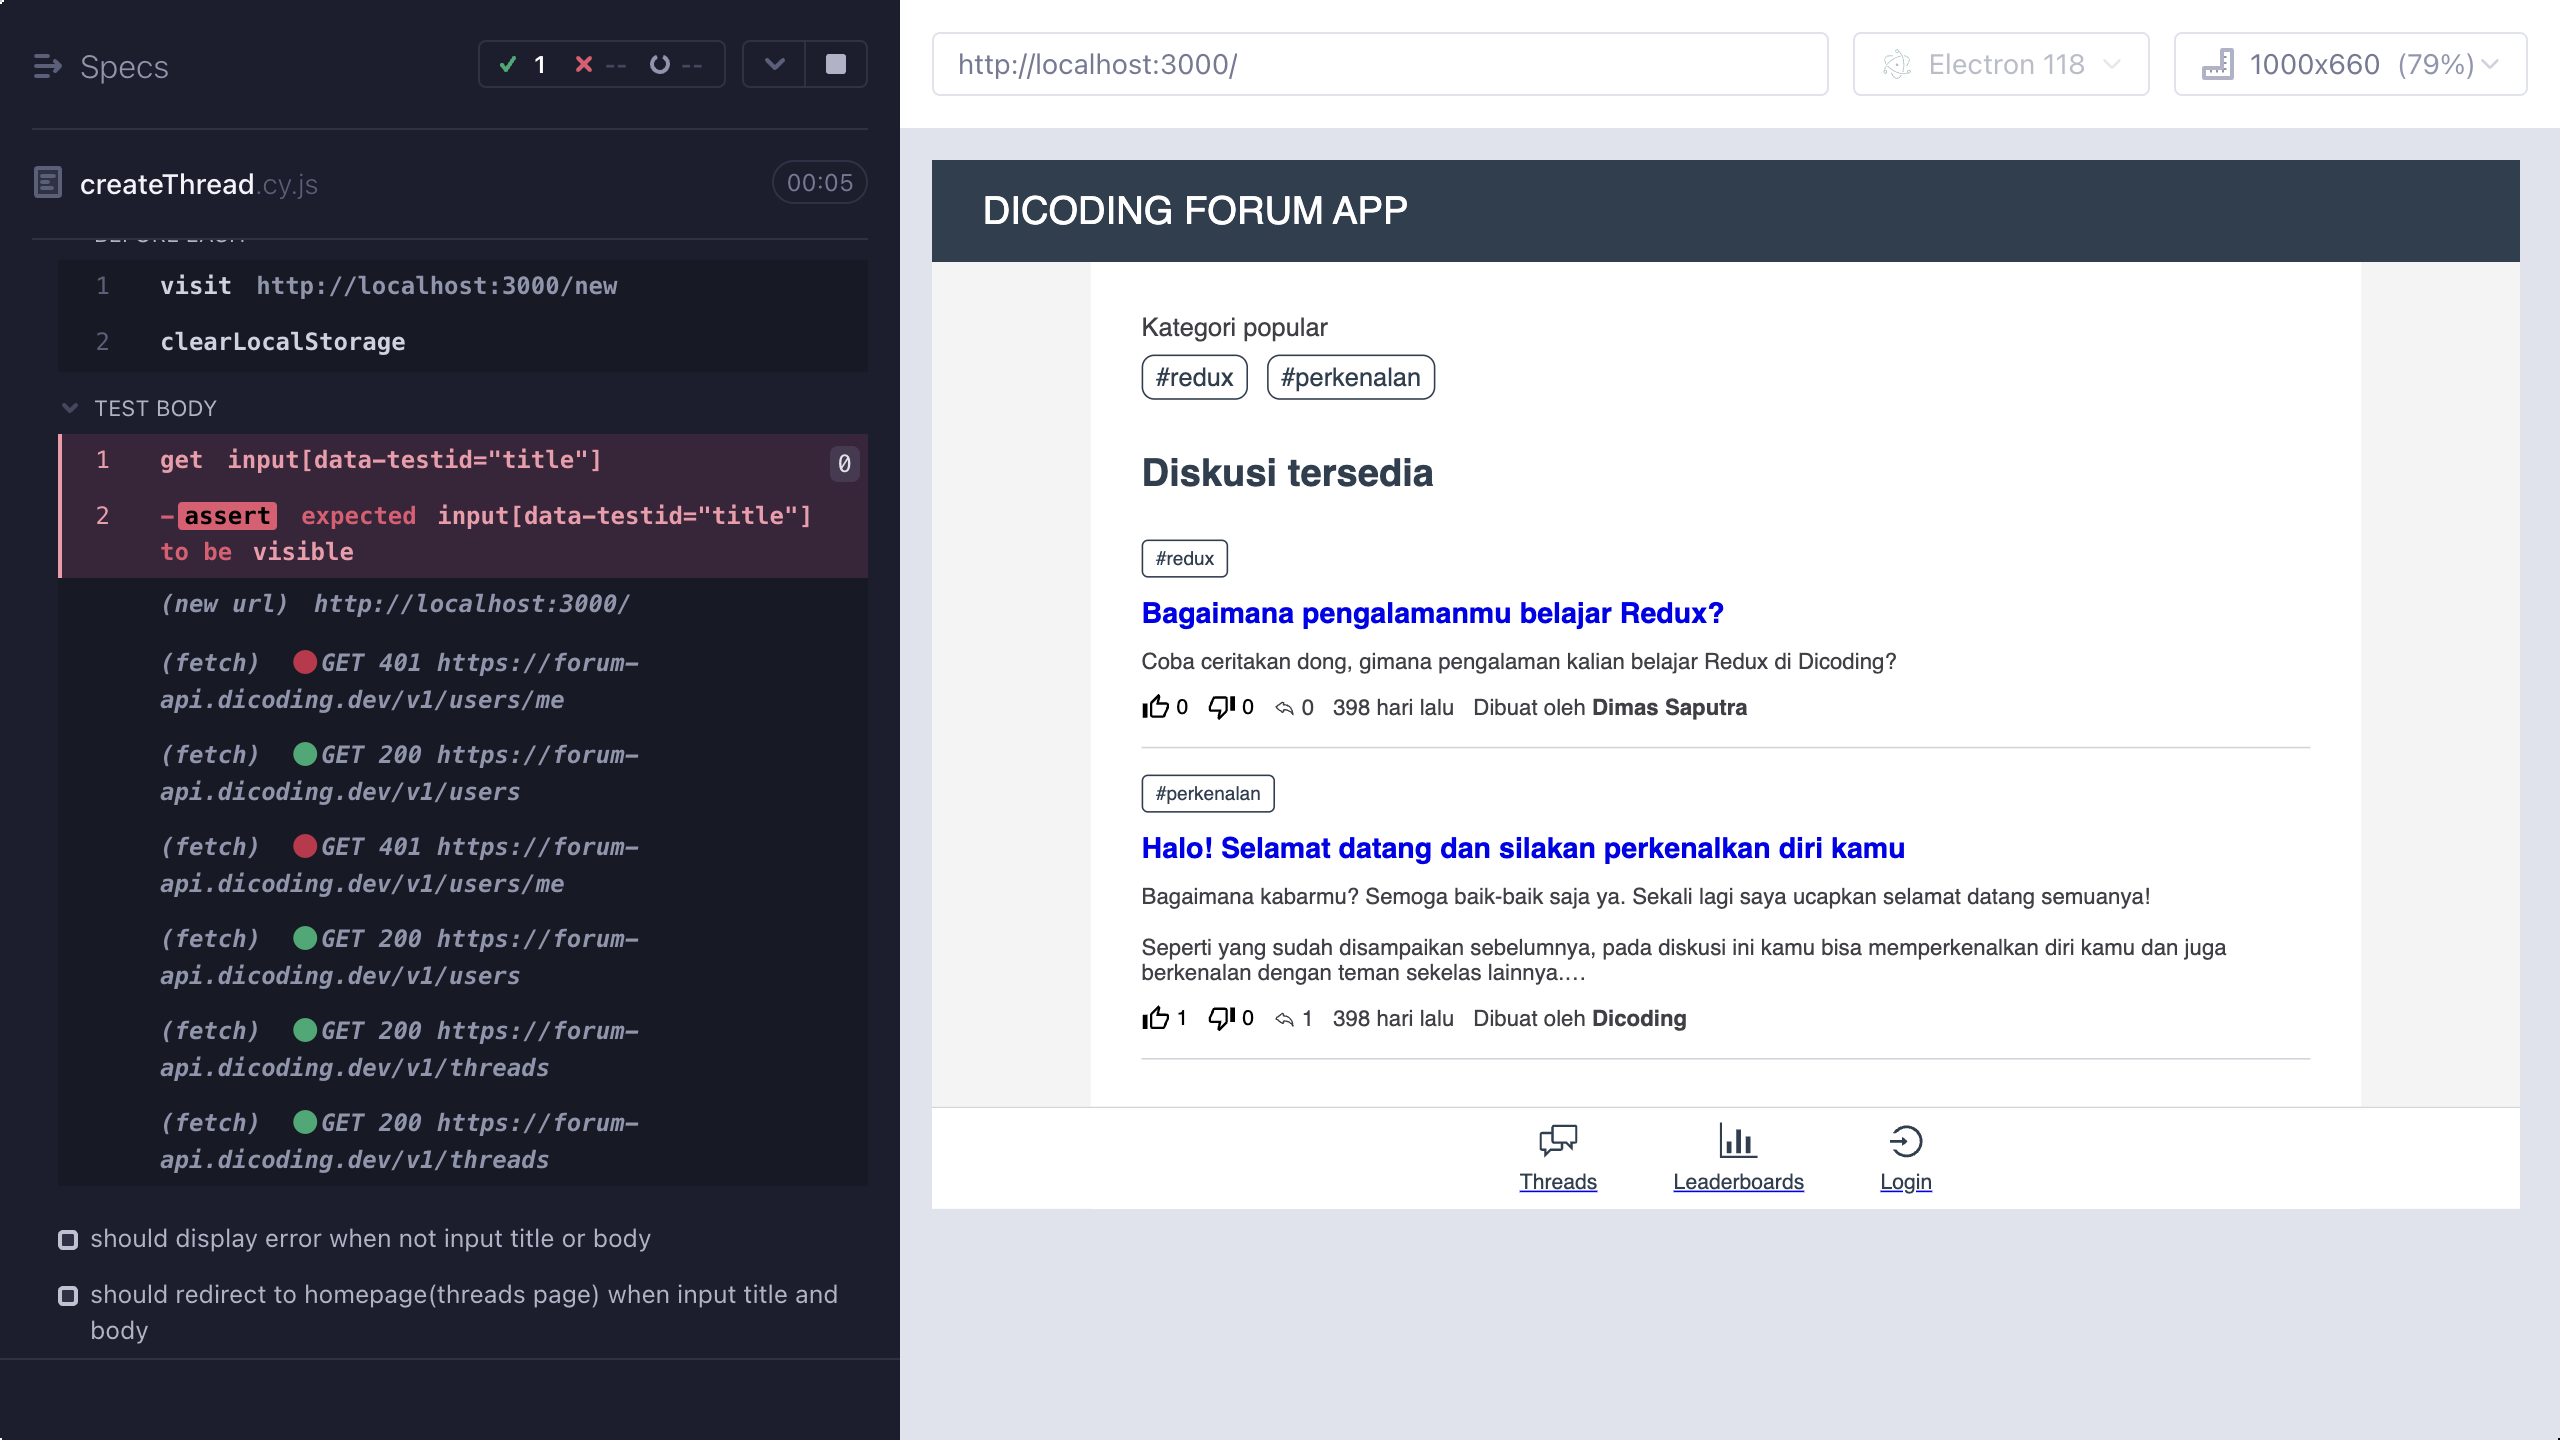 Specs
1 -- --
createThread.cy.js 00:05
BEFORE EACH
1 visit http://localhost:3000/new
2 clearLocalStorage
TEST BODY
1 get input[data-testid="title"] 0
2 -assert expected input[data-testid="title"]
to be visible
(new url) http://localhost:3000/
(fetch) GET 401 https://forum-
api.dicoding.dev/v1/users/me
(fetch) GET 200 https://forum-
api.dicoding.dev/v1/users
(fetch) GET 401 https://forum-
api.dicoding.dev/v1/users/me
(fetch) GET 200 https://forum-
api.dicoding.dev/v1/users
(fetch) GET 200 https://forum-
api.dicoding.dev/v1/threads
(fetch) GET 200 https://forum-
api.dicoding.dev/v1/threads
should display error when not input title or body
should redirect to homepage(threads page) when input title and
body
http://localhost:3000/
Electron 118
1000x660 (79%)
DICODING FORUM APP
Kategori popular
#redux #perkenalan
Diskusi tersedia
#redux
Bagaimana pengalamanmu belajar Redux?
Coba ceritakan dong, gimana pengalaman kalian belajar Redux di Dicoding?
0 0 0 398 hari lalu Dibuat oleh Dimas Saputra
#perkenalan
Halo! Selamat datang dan silakan perkenalkan diri kamu
Bagaimana kabarmu? Semoga baik-baik saja ya. Sekali lagi saya ucapkan selamat datang semuanya!
Seperti yang sudah disampaikan sebelumnya, pada diskusi ini kamu bisa memperkenalkan diri kamu dan juga
berkenalan dengan teman sekelas lainnya.…
1 0 1 398 hari lalu Dibuat oleh Dicoding
Threads Leaderboards Login